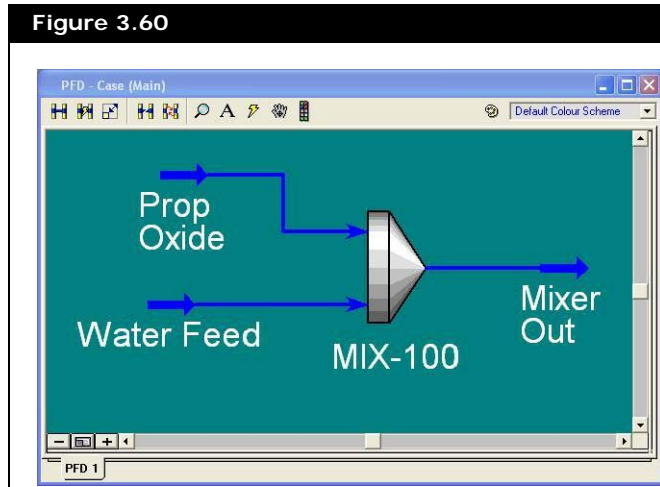 Figure 3.60
PFD - Case (Main)
A
Default Colour Scheme
Prop
Oxide
Water Feed
MIX-100
Mixer
Out
PFD 1